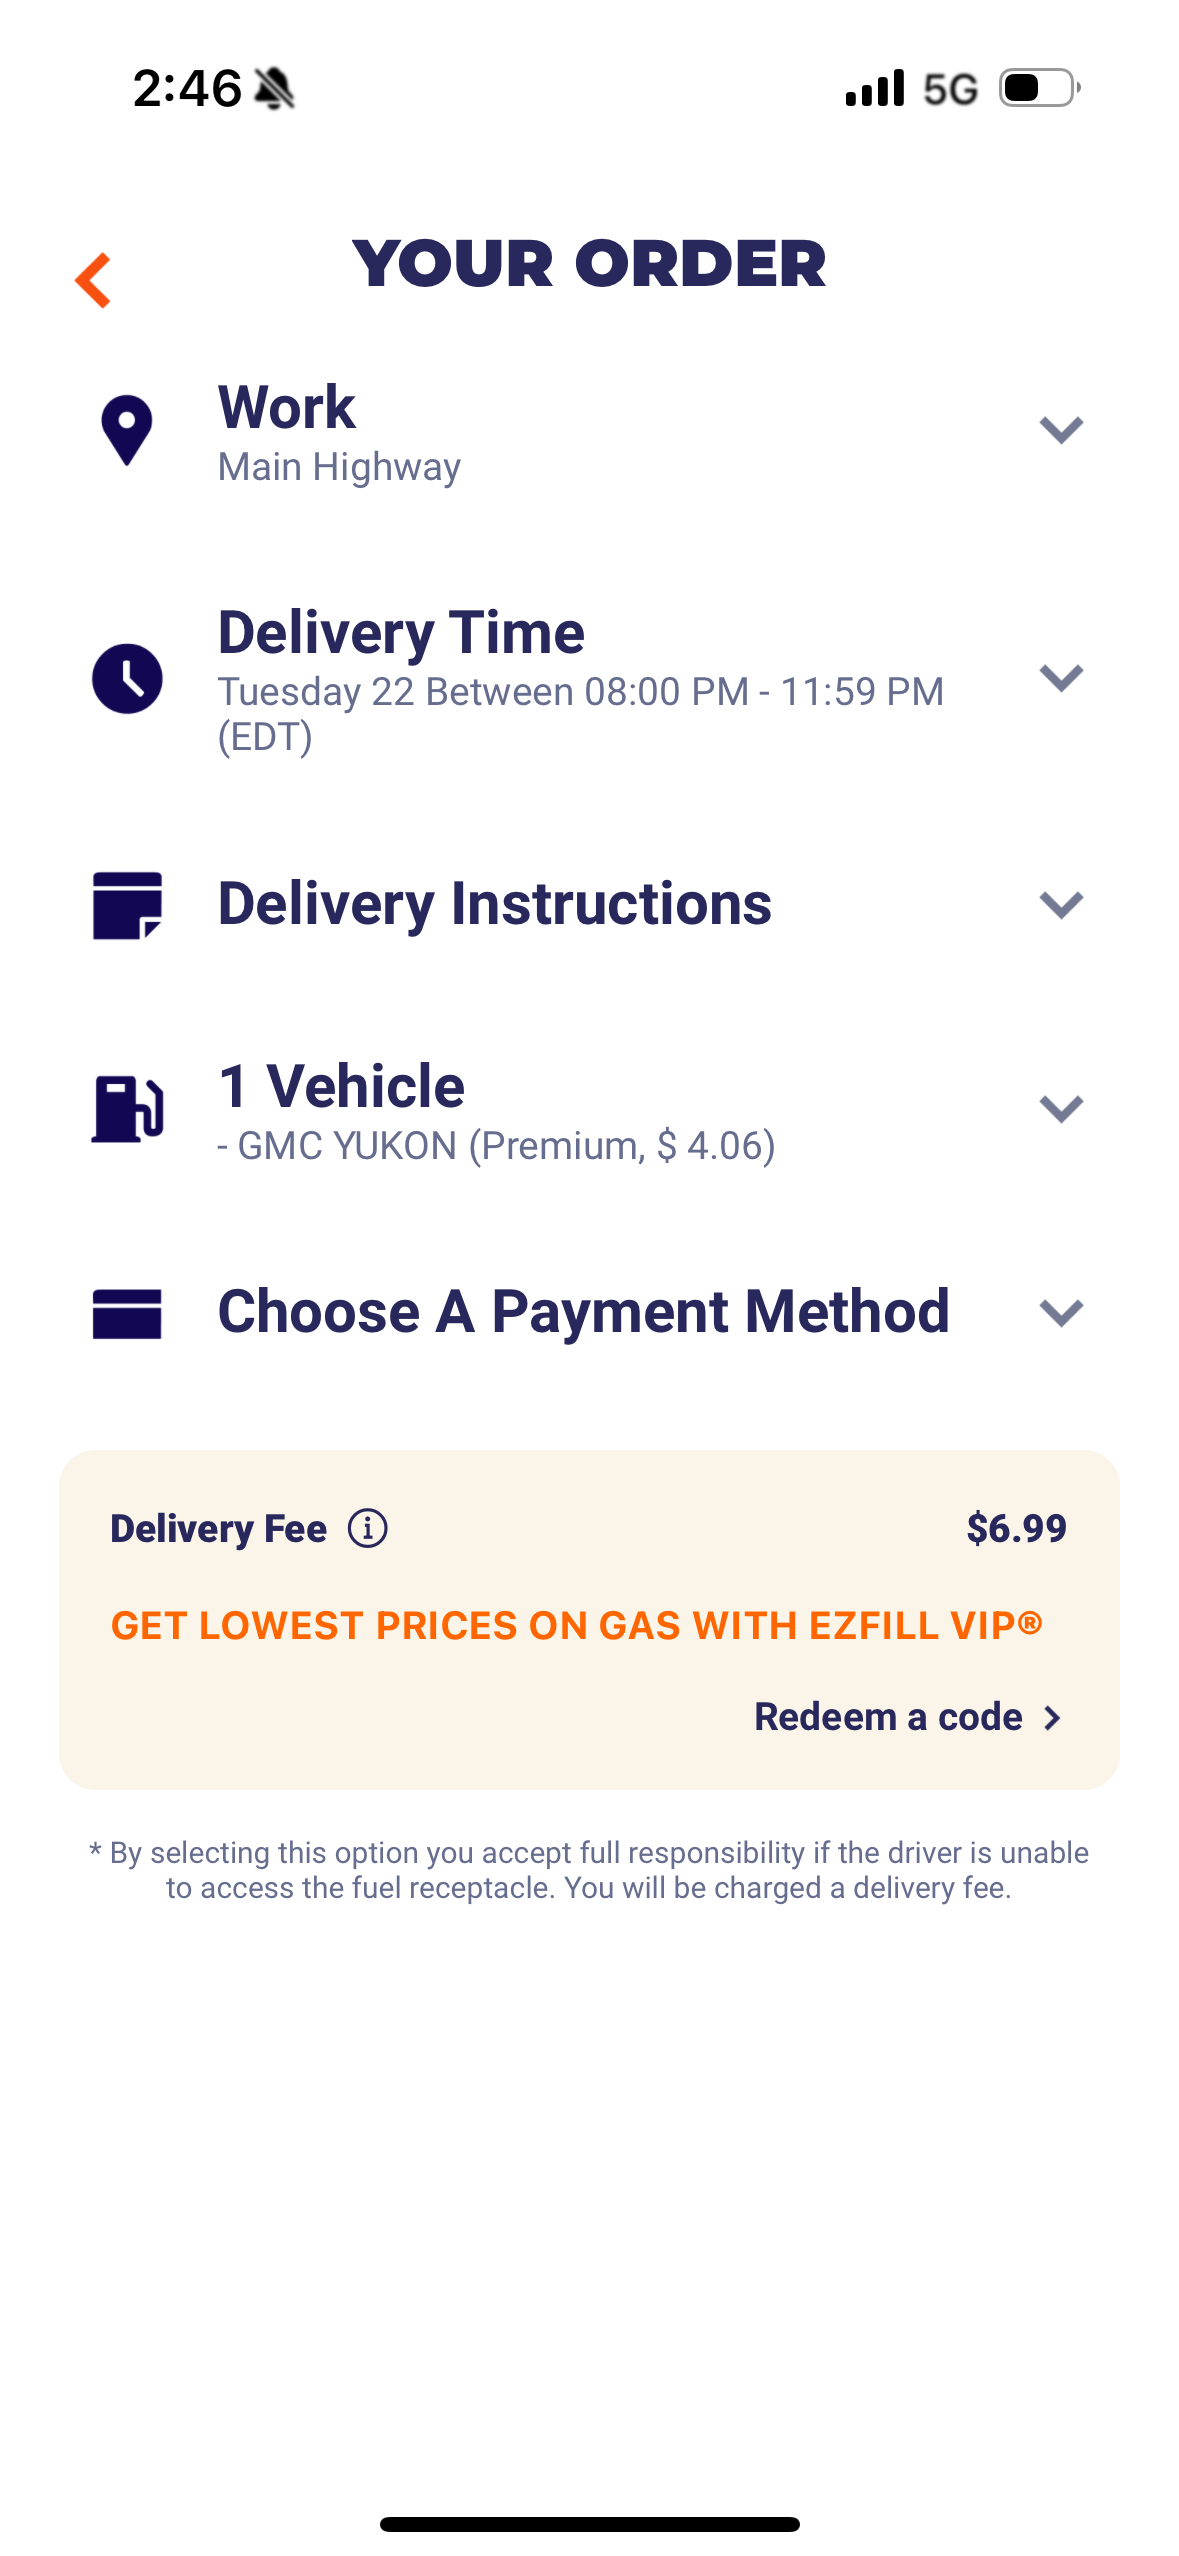 2:46
5G
YOUR ORDER
Work
Main Highway
Delivery Time
Tuesday 22 Between 08:00 PM - 11:59 PM
(EDT)
Delivery Instructions
1 Vehicle
- GMC YUKON (Premium, $ 4.06)
Choose A Payment Method
Delivery Fee
$6.99
GET LOWEST PRICES ON GAS WITH EZFILL VIP®
Redeem a code
* By selecting this option you accept full responsibility if the driver is unable
to access the fuel receptacle. You will be charged a delivery fee.